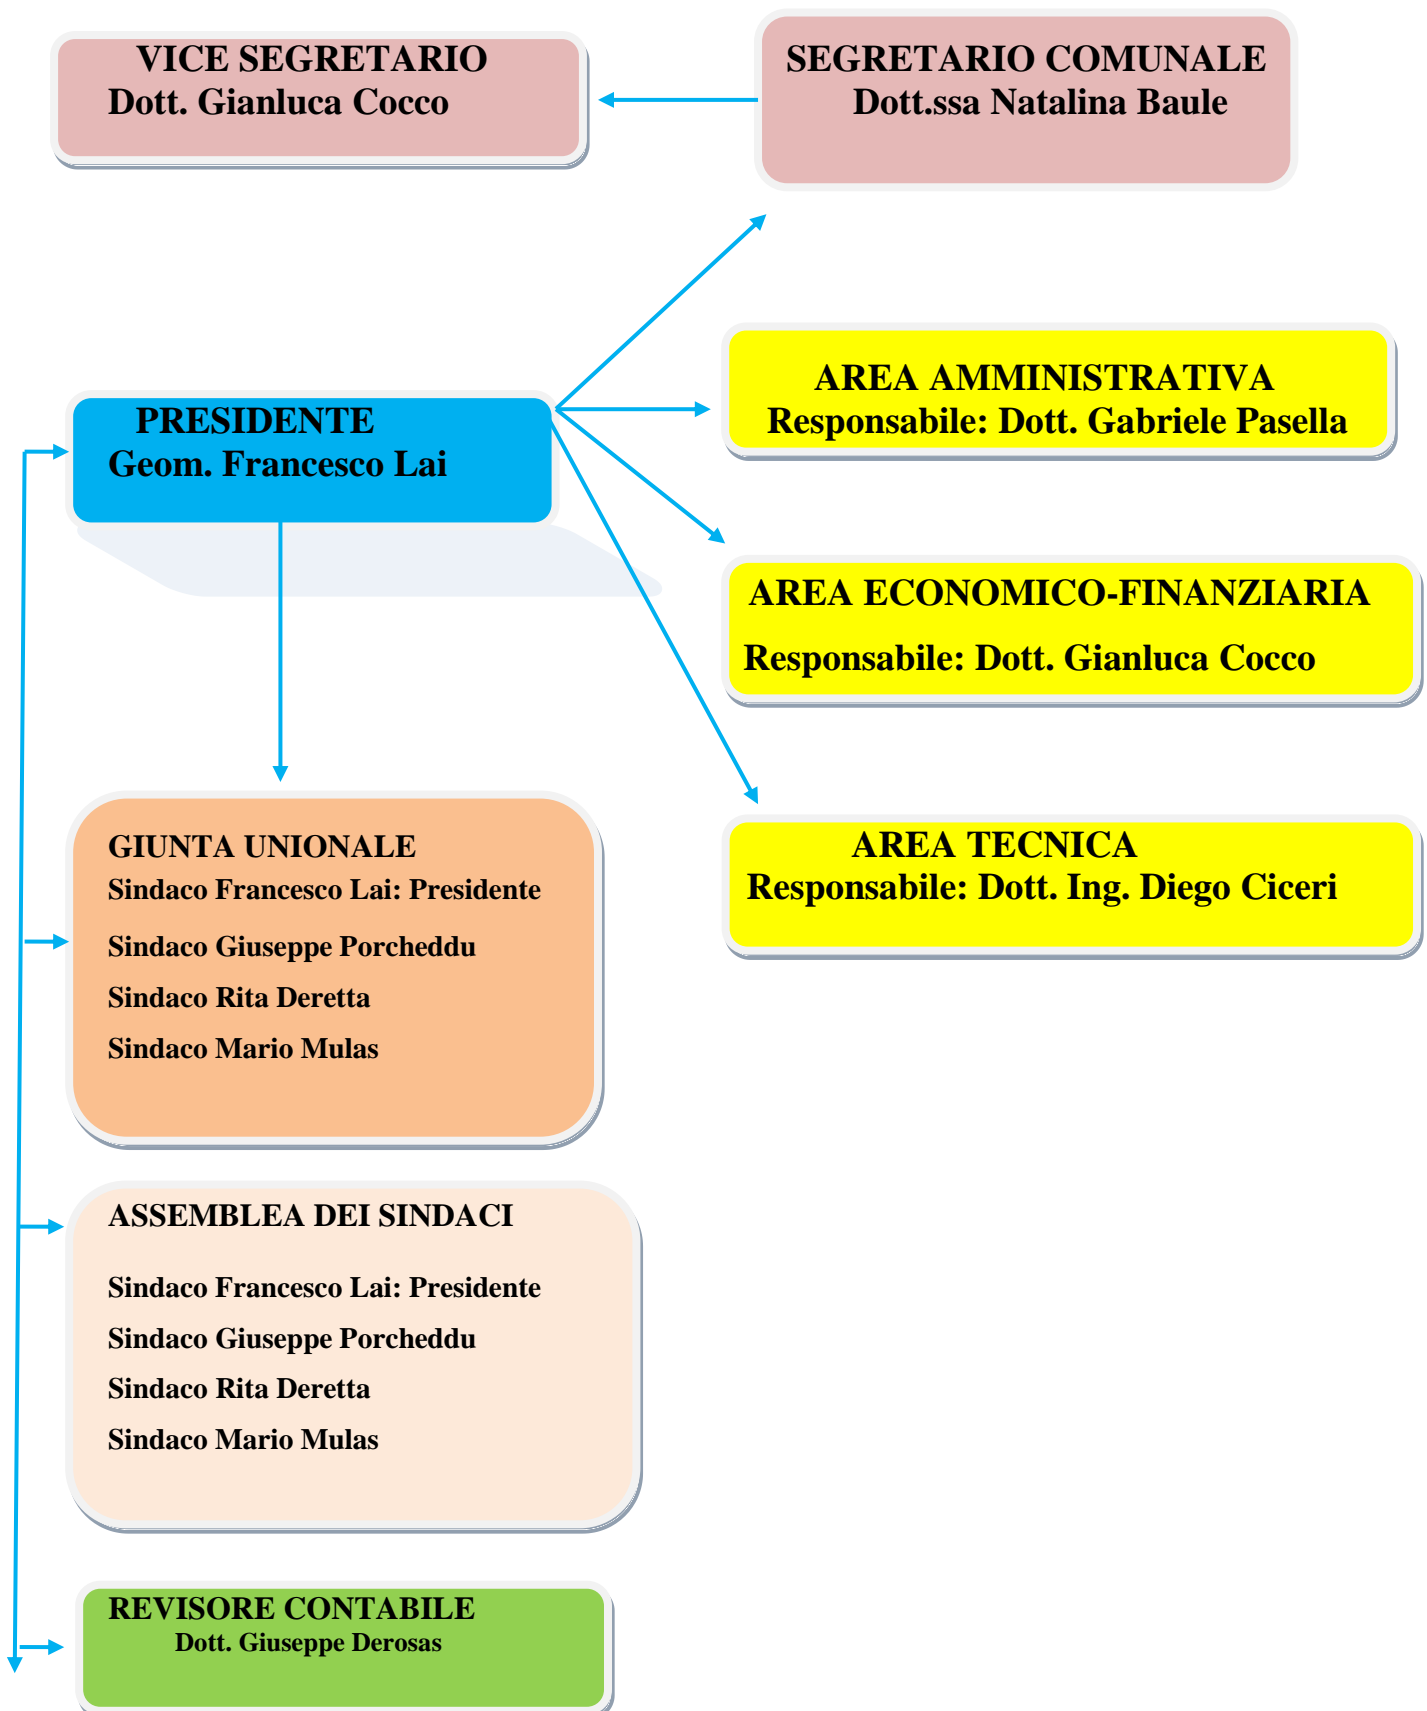 VICE SEGRETARIO
Dott. Gianluca Cocco
SEGRETARIO COMUNALE
Dott.ssa Natalina Baule
AREA AMMINISTRATIVA
Responsabile: Dott. Gabriele Pasella
PRESIDENTE
Geom. Francesco Lai
AREA ECONOMICO-FINANZIARIA
Responsabile: Dott. Gianluca Cocco
AREA TECNICA
Responsabile: Dott. Ing. Diego Ciceri
GIUNTA UNIONALE
Sindaco Francesco Lai: Presidente
Sindaco Giuseppe Porcheddu
Sindaco Rita Deretta
Sindaco Mario Mulas
ASSEMBLEA DEI SINDACI
Sindaco Francesco Lai: Presidente
Sindaco Giuseppe Porcheddu
Sindaco Rita Deretta
Sindaco Mario Mulas
REVISORE CONTABILE
Dott. Giuseppe Derosas